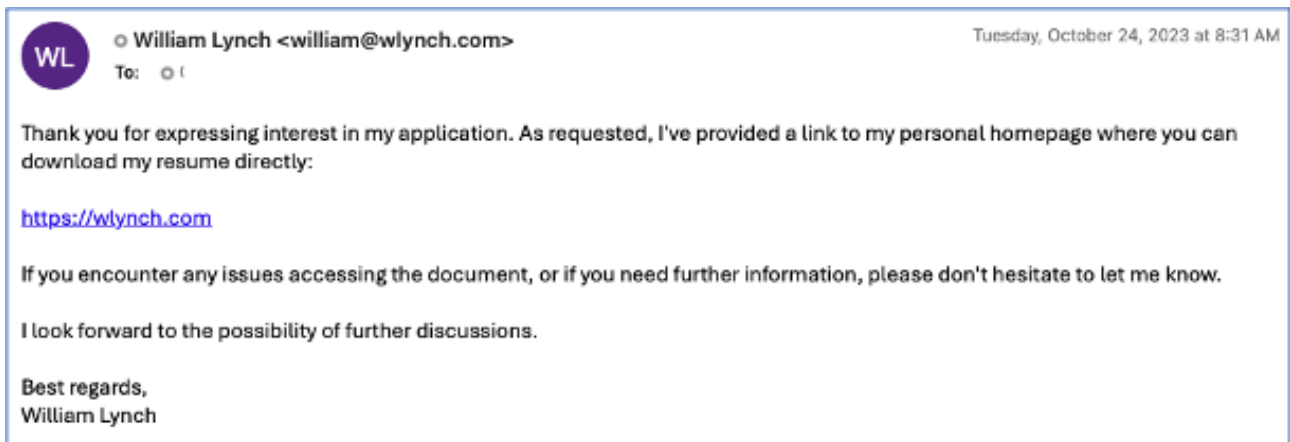 WL
William Lynch <william@wlynch.com>
Tuesday, October 24, 2023 at 8:31 AM
To:
Thank you for expressing interest in my application. As requested, I've provided a link to my personal homepage where you can
download my resume directly:
https://wlynch.com
If you encounter any issues accessing the document, or if you need further information, please don't hesitate to let me know.
I look forward to the possibility of further discussions.
Best regards,
William Lynch